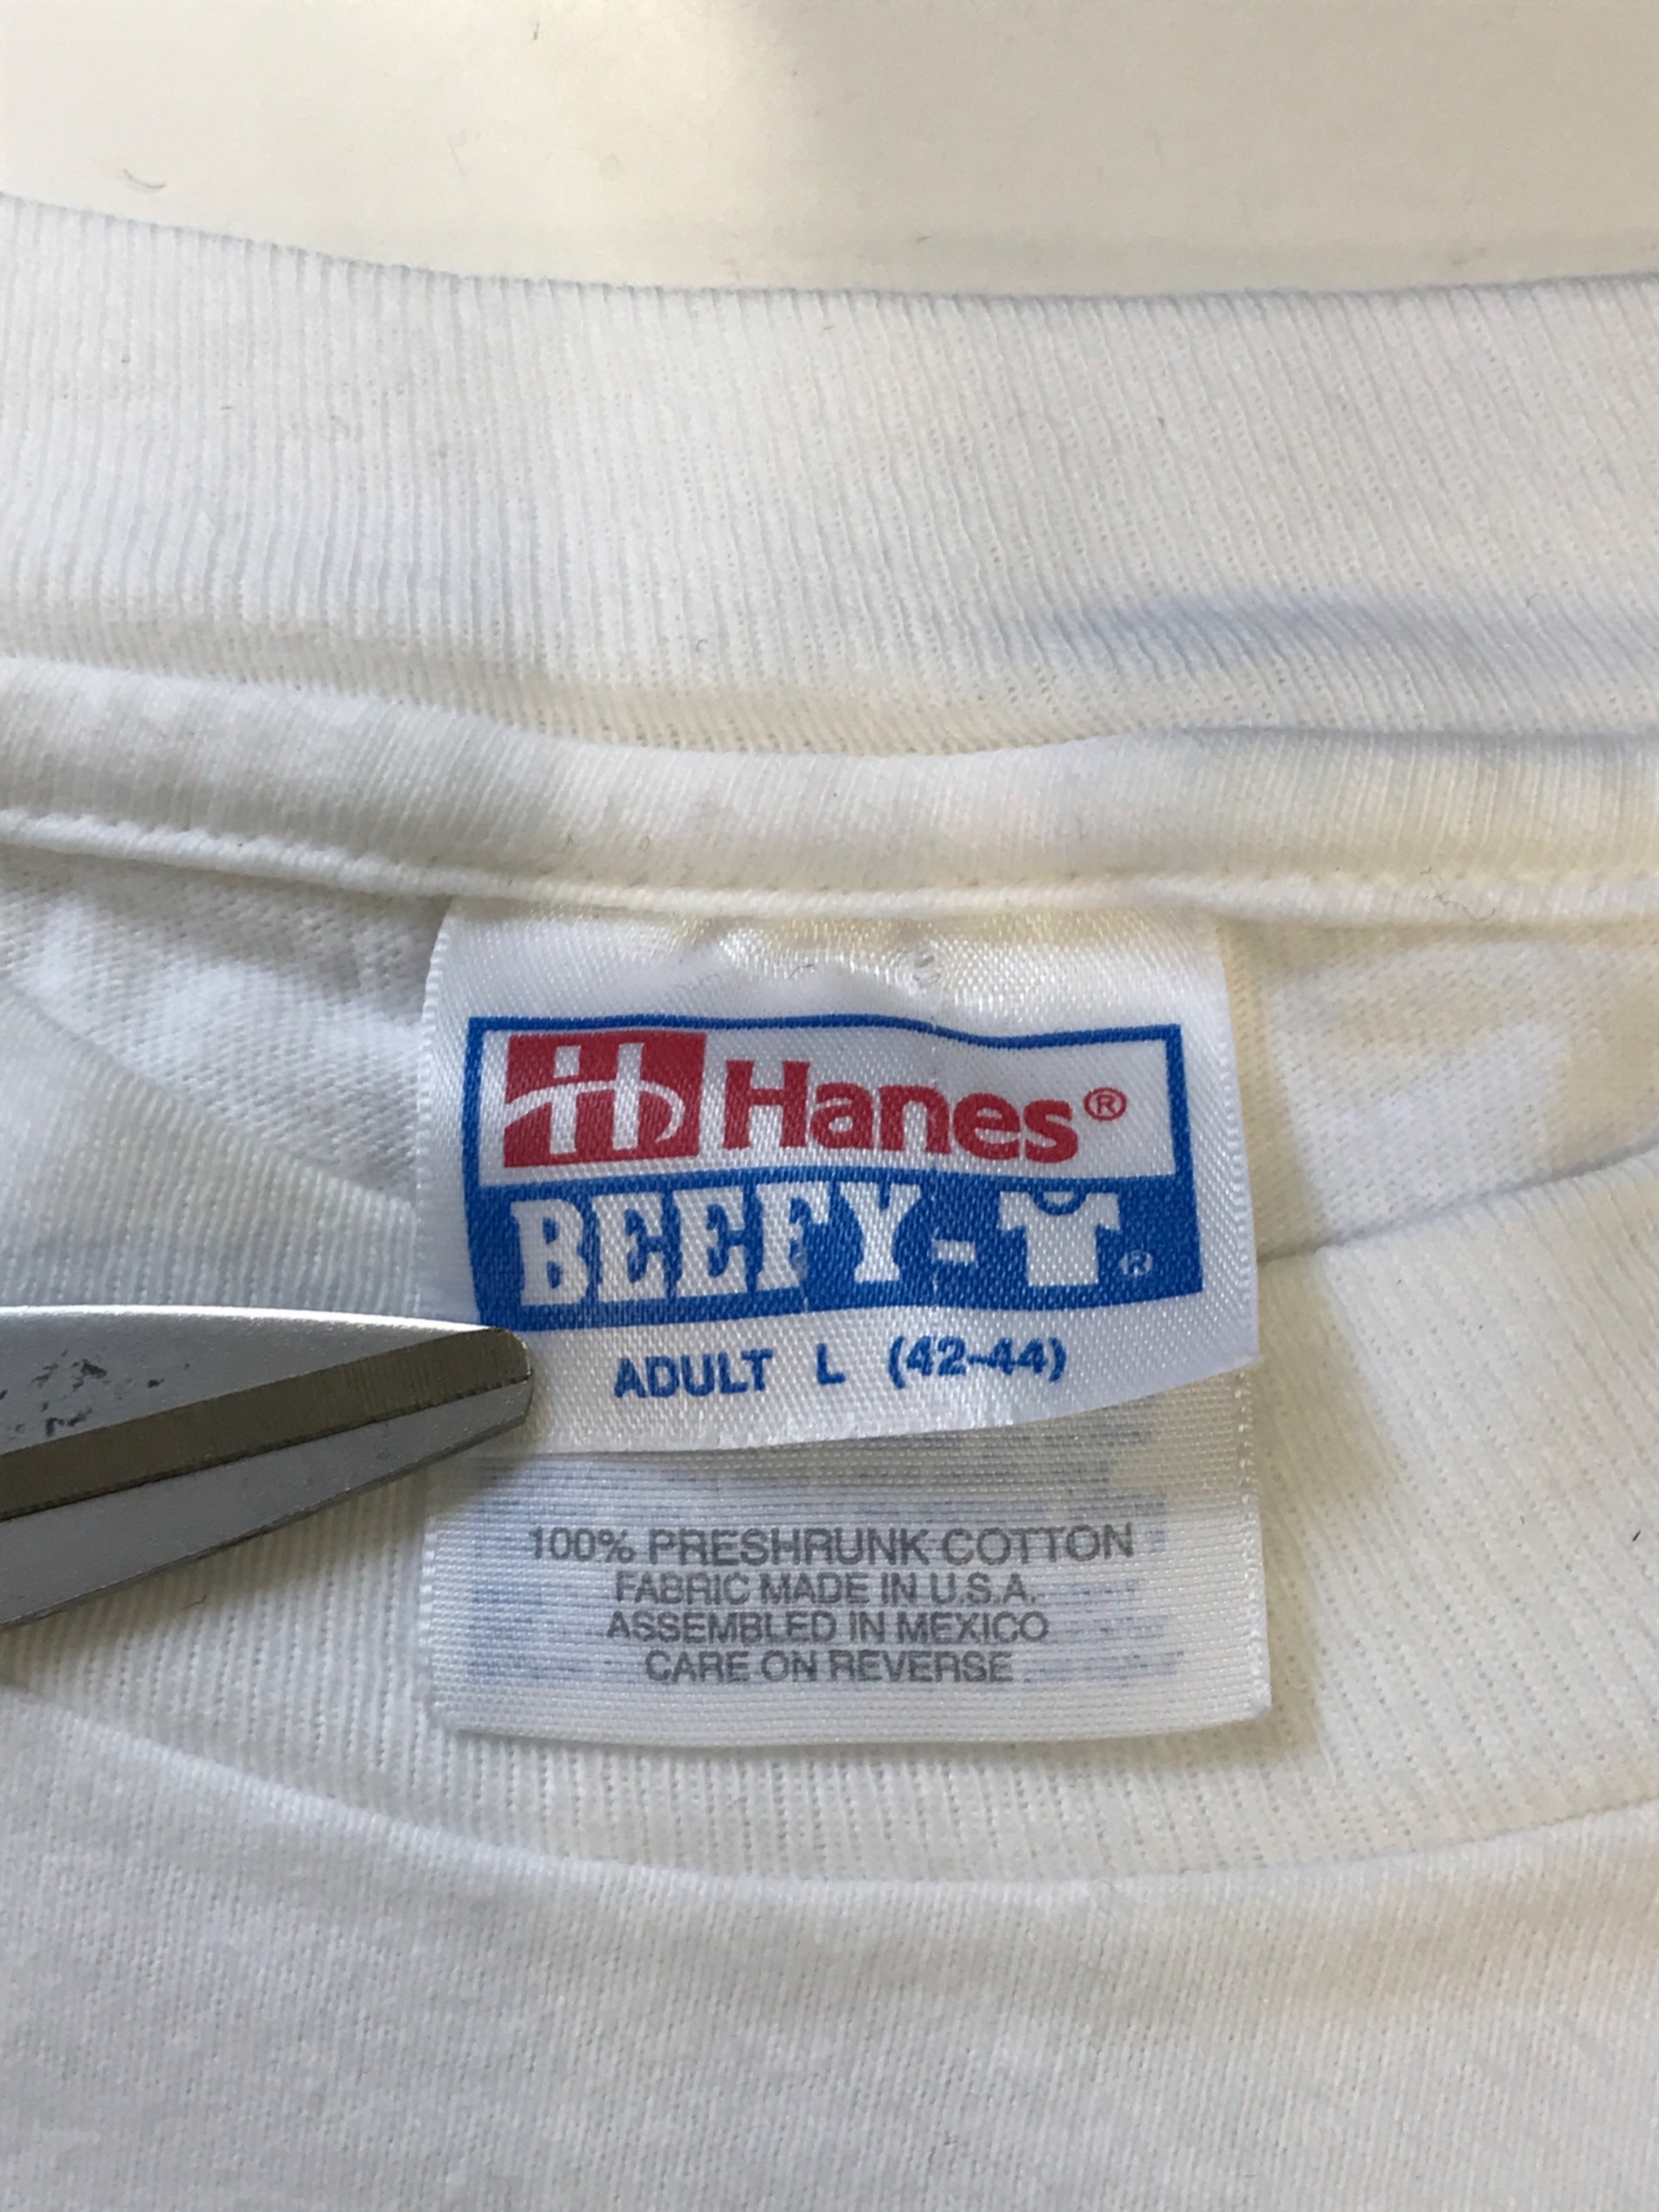 Hanes®
BEEFY-T®
ADULT L (42-44)
100% PRESHRUNK COTTON
FABRIC MADE IN U.S.A.
ASSEMBLED IN MEXICO
CARE ON REVERSE